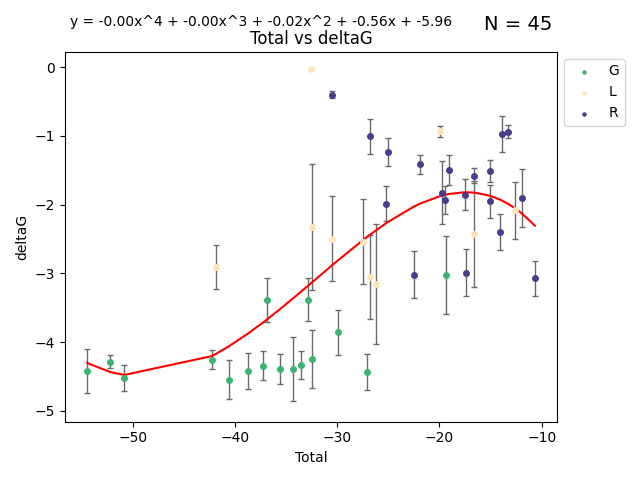 y = -0.00x^4 + -0.00x^3 + -0.02x^2 + -0.56x + -5.96
N = 45
Total vs deltaG
G
L
R
deltaG
0
−1
−2
−3
−4
−5
−50
−40
−30
−20
−10
Total